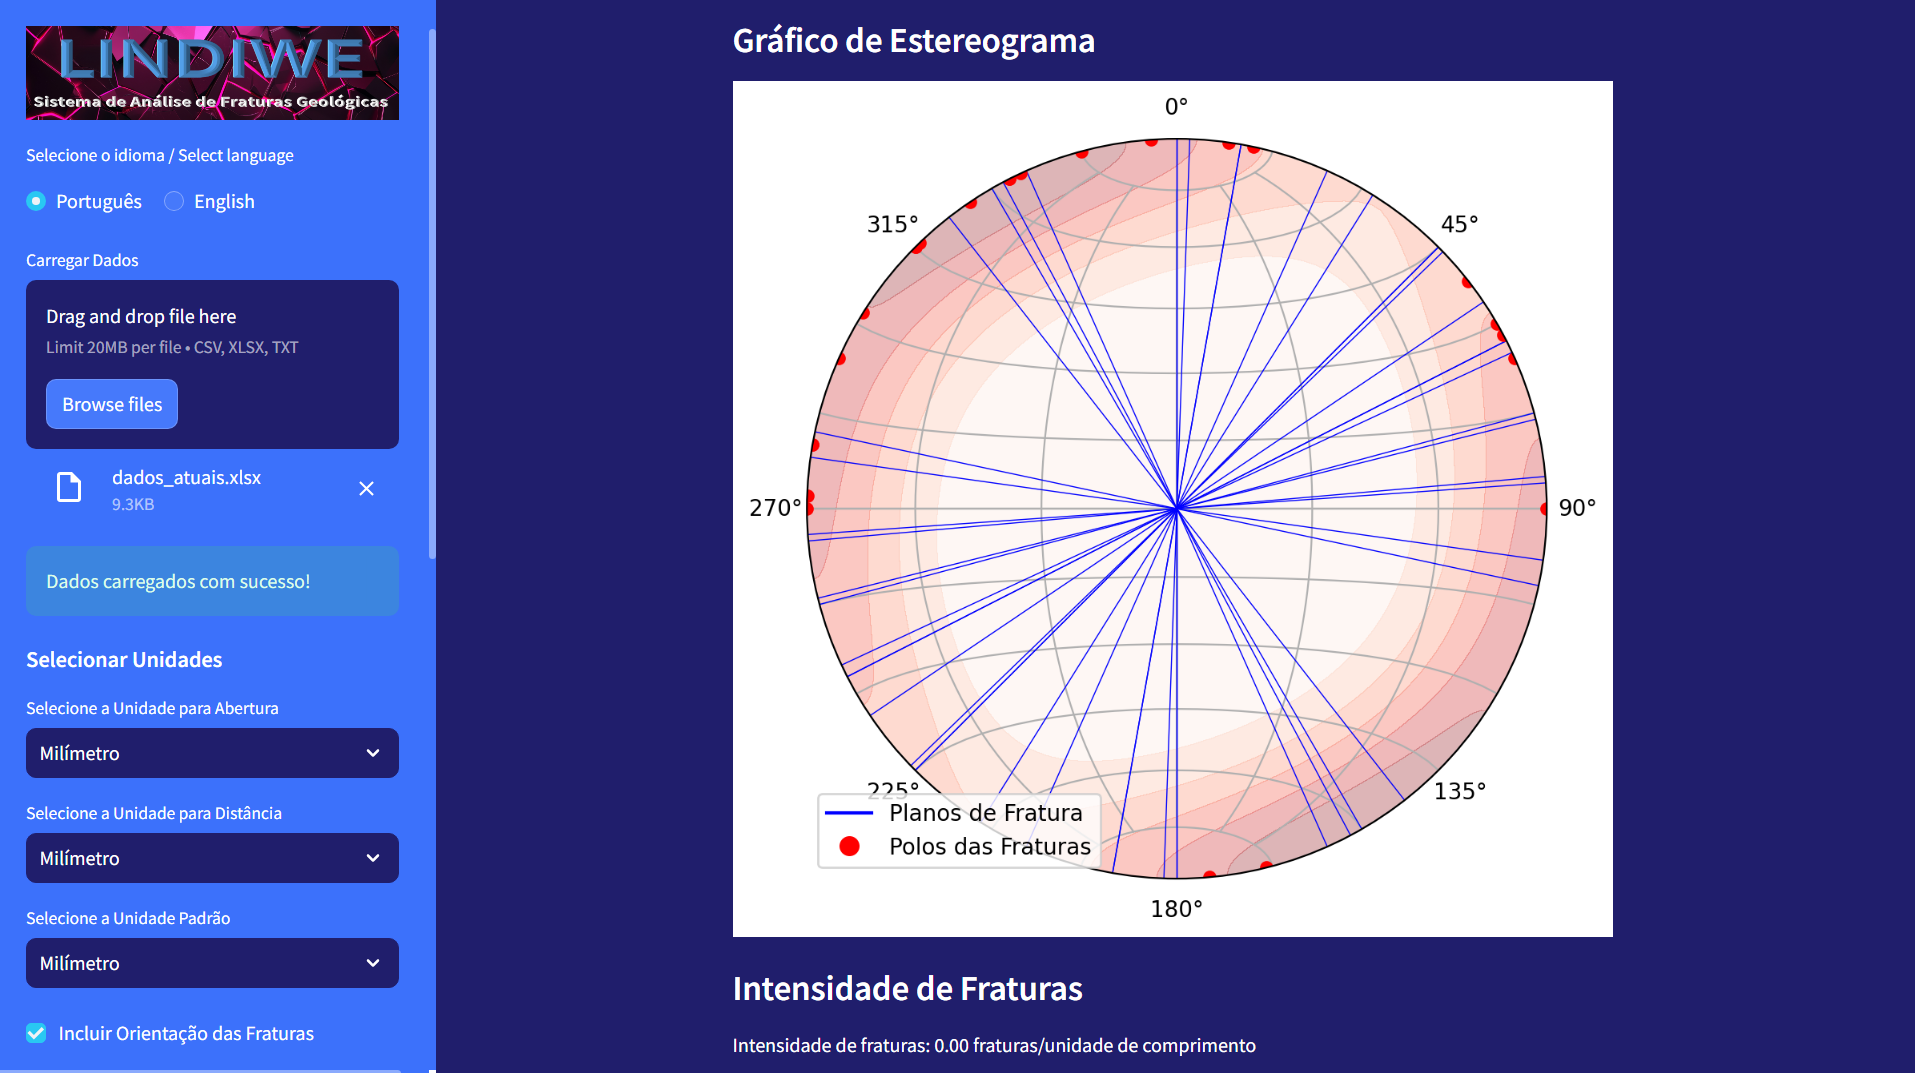 LINDIWE
Sistema de Análise de Fraturas Geológicas
Selecione o idioma / Select language
Português
English
Carregar Dados
Drag and drop file here
Limit 20MB per file • CSV, XLSX, TXT
Browse files
dados_atuais.xlsx
9.3KB
Dados carregados com sucesso!
Selecionar Unidades
Selecione a Unidade para Abertura
Milímetro
Selecione a Unidade para Distância
Milímetro
Selecione a Unidade Padrão
Milímetro
Incluir Orientação das Fraturas
Gráfico de Estereograma
0°
315°
45°
270°
90°
225°
135°
180°
Planos de Fratura
Polos das Fraturas
Intensidade de Fraturas
Intensidade de fraturas: 0.00 fraturas/unidade de comprimento